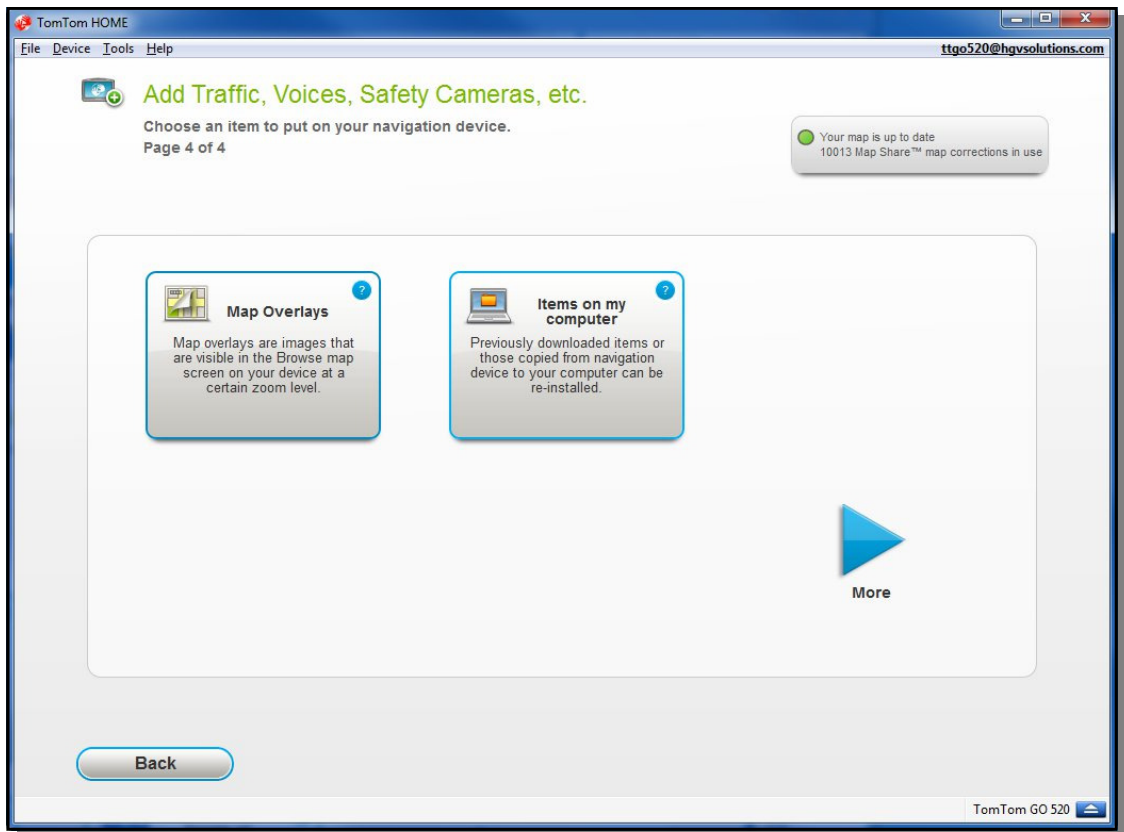 TomTom HOME
File Device Tools Help
ttgo520@hgvsolutions.com
Add Traffic, Voices, Safety Cameras, etc.
Choose an item to put on your navigation device.
Page 4 of 4
Your map is up to date
10013 Map Share™ map corrections in use
Map Overlays
?
Map overlays are images that
are visible in the Browse map
screen on your device at a
certain zoom level.
Items on my
computer
?
Previously downloaded items or
those copied from navigation
device to your computer can be
re-installed.
More
Back
TomTom GO 520